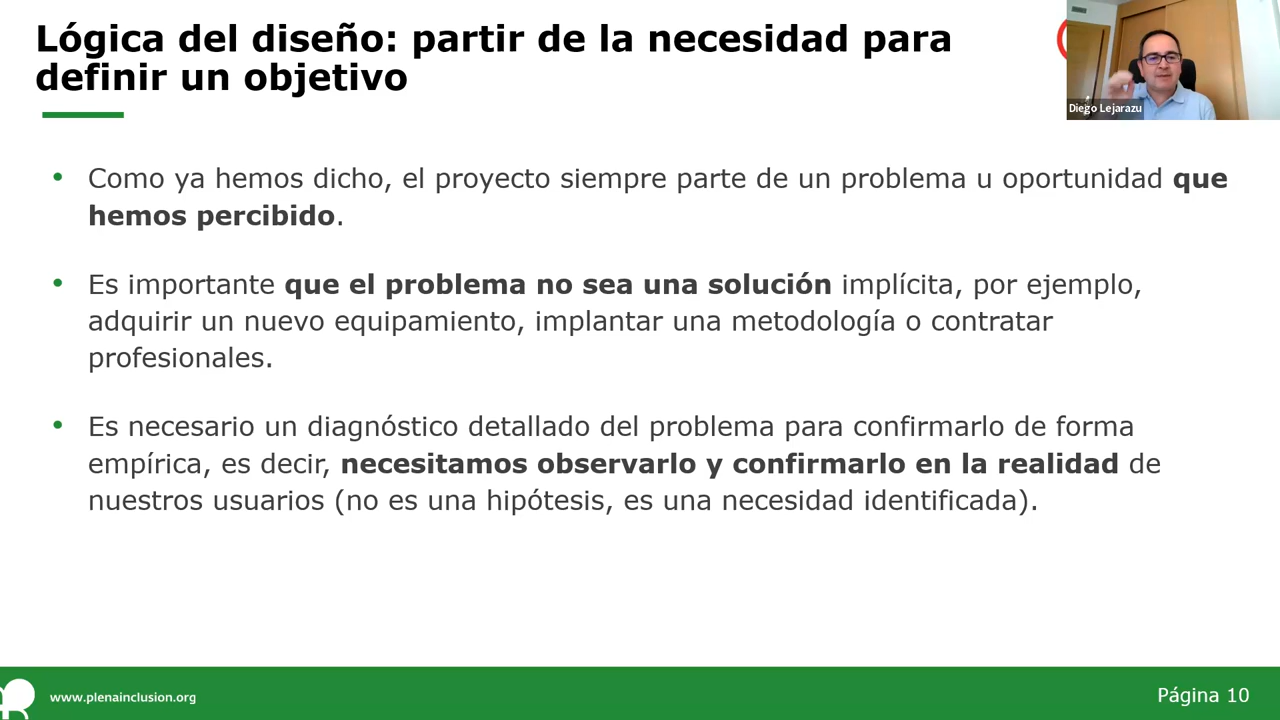 Lógica del diseño: partir de la necesidad para
definir un objetivo
Diego Lejarazu
• Como ya hemos dicho, el proyecto siempre parte de un problema u oportunidad que
hemos percibido.
• Es importante que el problema no sea una solución implícita, por ejemplo,
adquirir un nuevo equipamiento, implantar una metodología o contratar
profesionales.
• Es necesario un diagnóstico detallado del problema para confirmarlo de forma
empírica, es decir, necesitamos observarlo y confirmarlo en la realidad de
nuestros usuarios (no es una hipótesis, es una necesidad identificada).
www.plenainclusion.org
Página 10